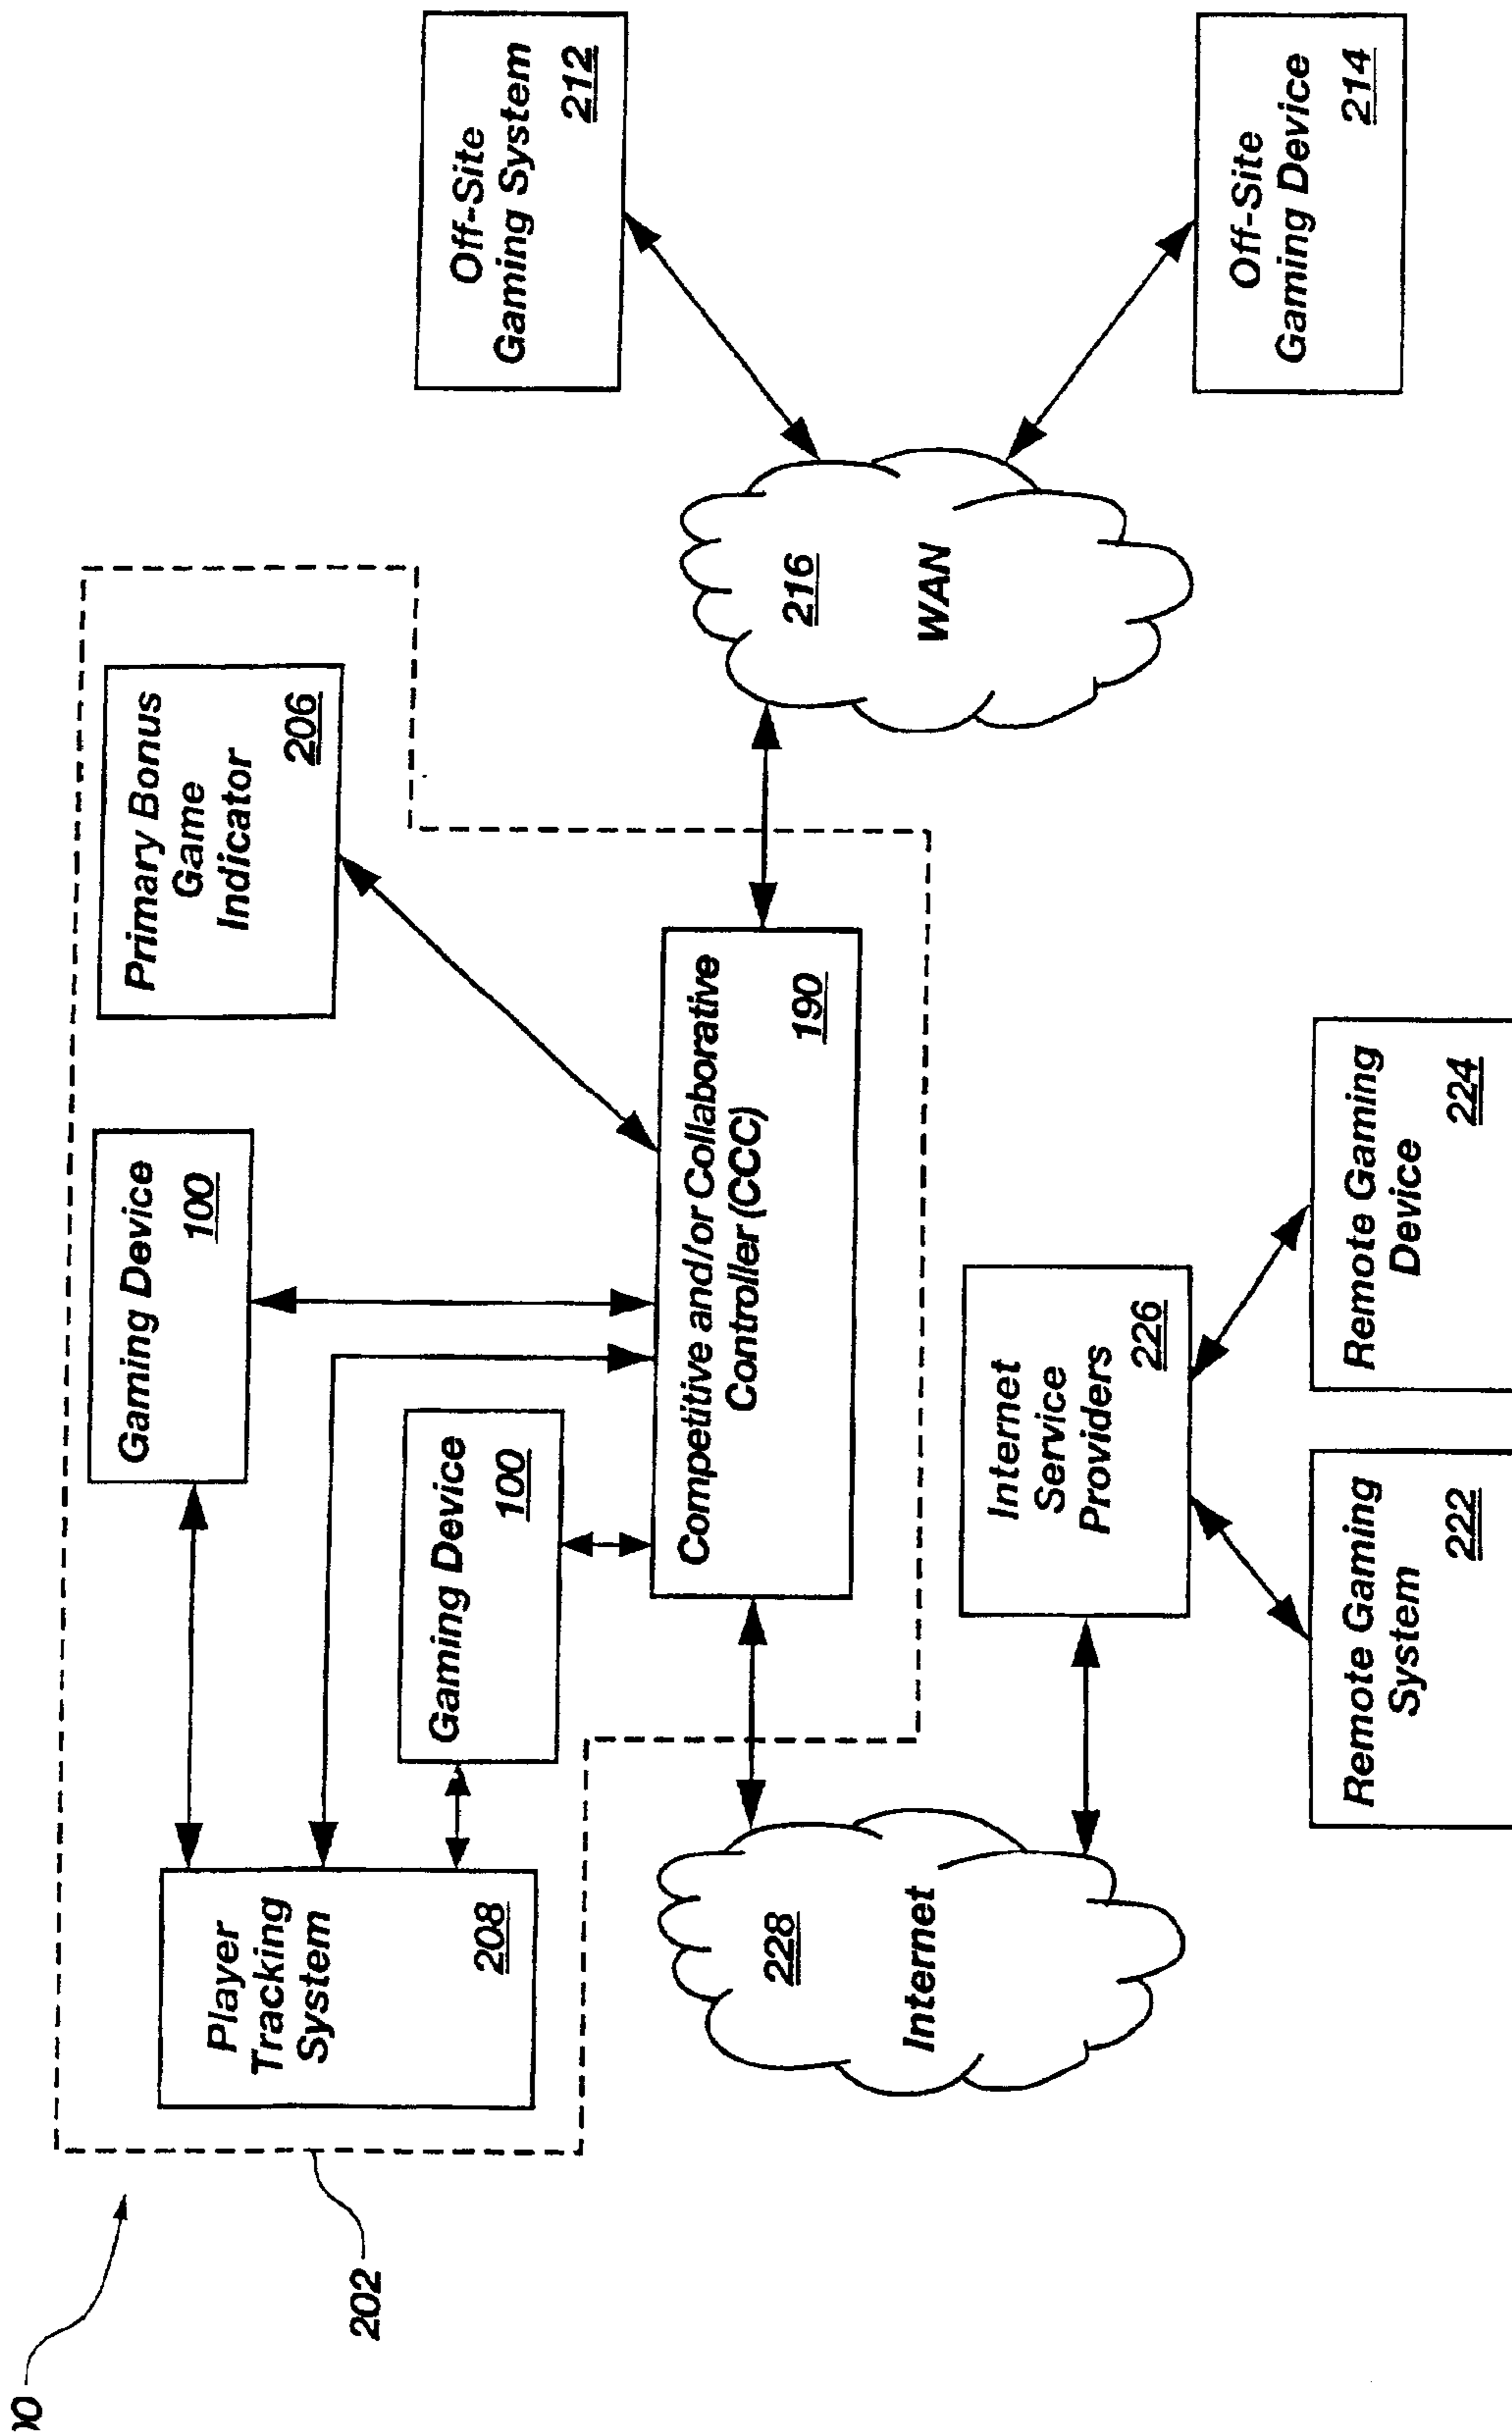 202
Player
Tracking
System
208
Gaming Device
100
Primary Bonus
Game
Indicator
206
Gaming Device
100
Off-Site
Gaming System
212
Competitive and/or Collaborative
Controller (CCC)
190
228
Internet
216
WAN
Internet
Service
Providers
226
Off-Site
Gaming Device
214
Remote Gaming
System
222
Remote Gaming
Device
224